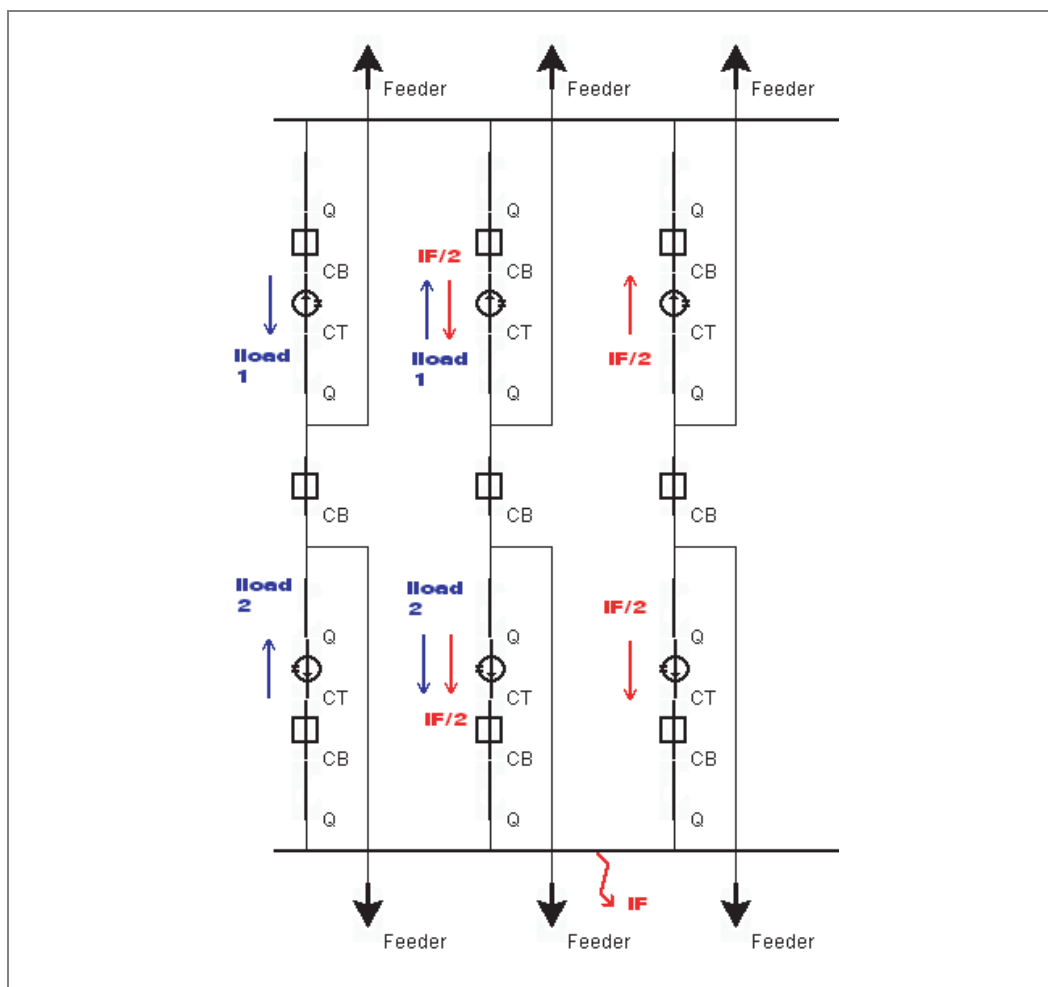 Feeder Feeder Feeder
Q Q Q
IF/2
CB CB CB
CT CT CT
Iload Iload IF/2
1 1
Q Q Q
CB CB CB
Iload Iload IF/2
2 2
Q Q Q
CT CT CT
IF/2
CB CB CB
Q Q Q
IF
Feeder Feeder Feeder